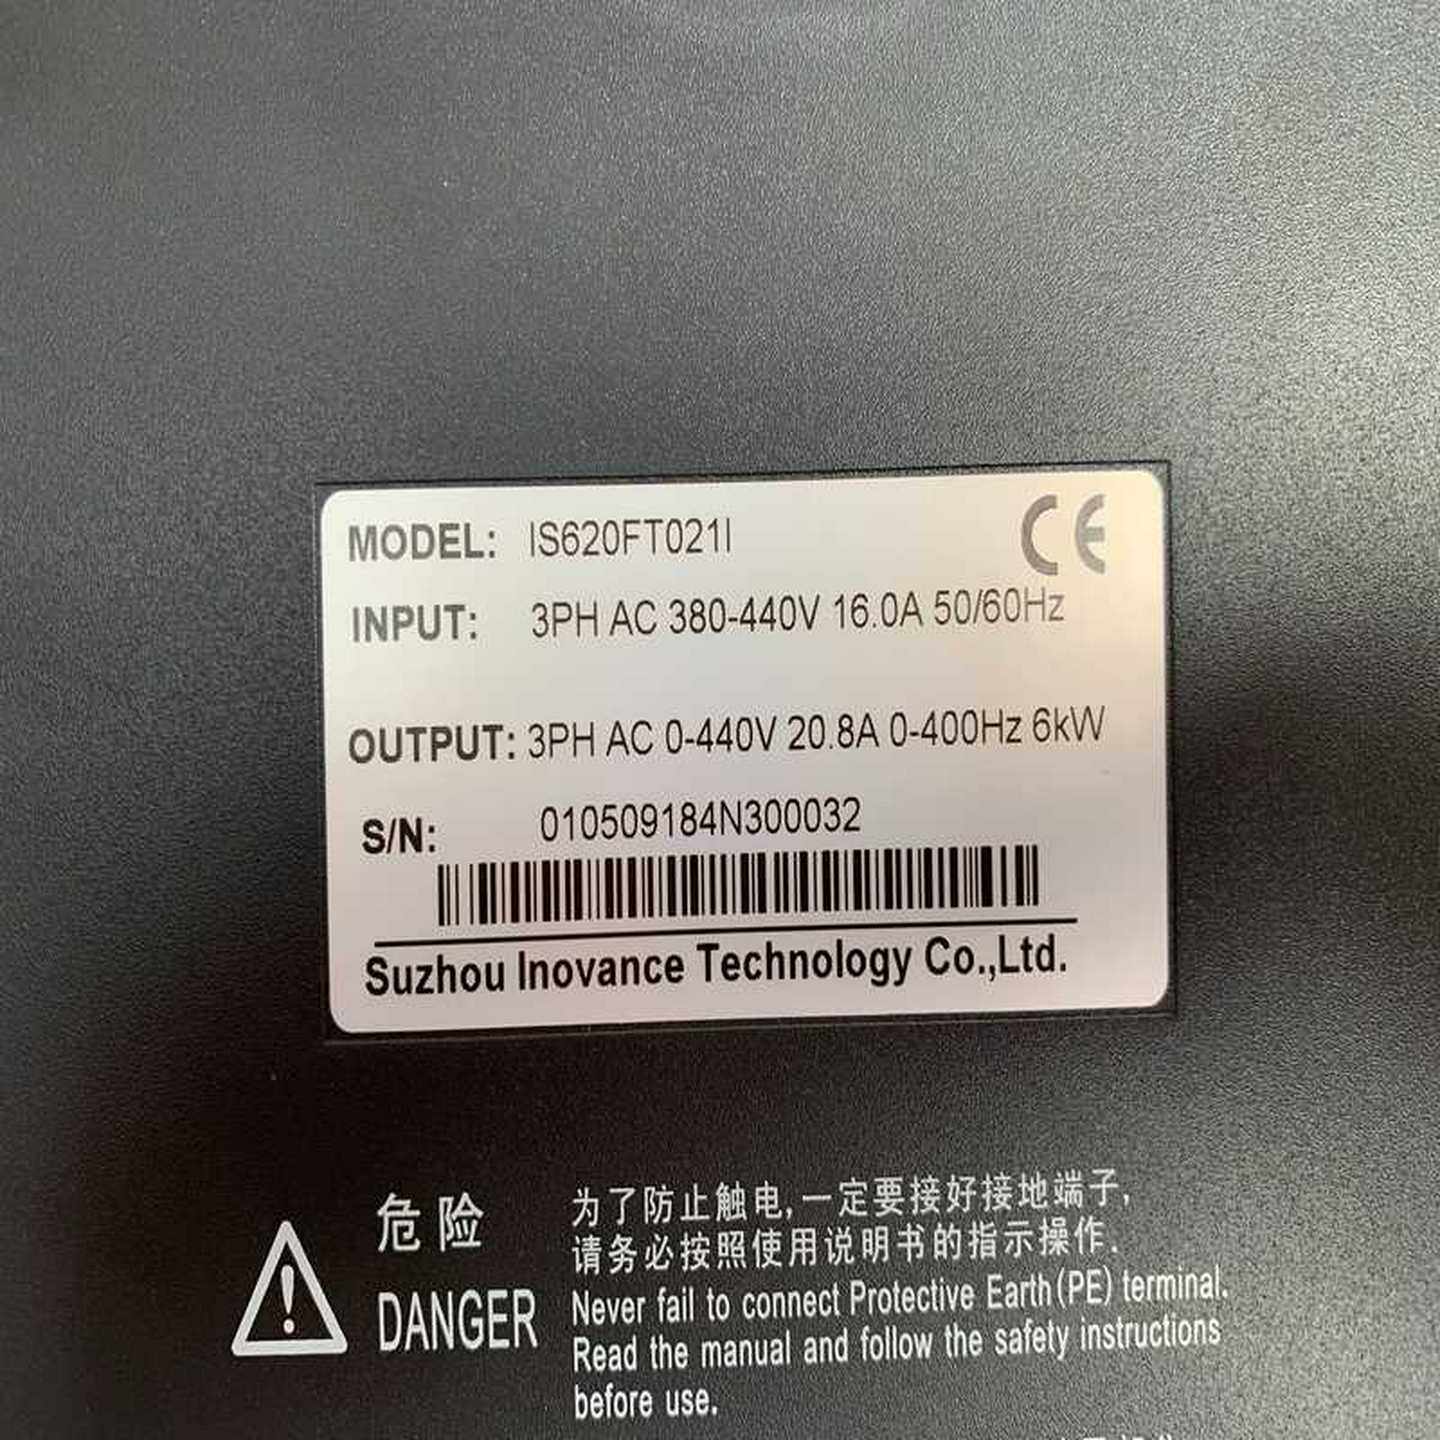 MODEL: IS620FT021I CE
INPUT: 3PH AC 380-440V 16.0A 50/60Hz
OUTPUT: 3PH AC 0-440V 20.8A 0-400Hz 6kW
S/N: 010509184N300032
Suzhou Inovance Technology Co.,Ltd.
危险
DANGER
为了防止触电,一定要接好接地端子,
请务必按照使用说明书的指示操作.
Never fail to connect Protective Earth(PE) terminal.
Read the manual and follow the safety instructions
before use.